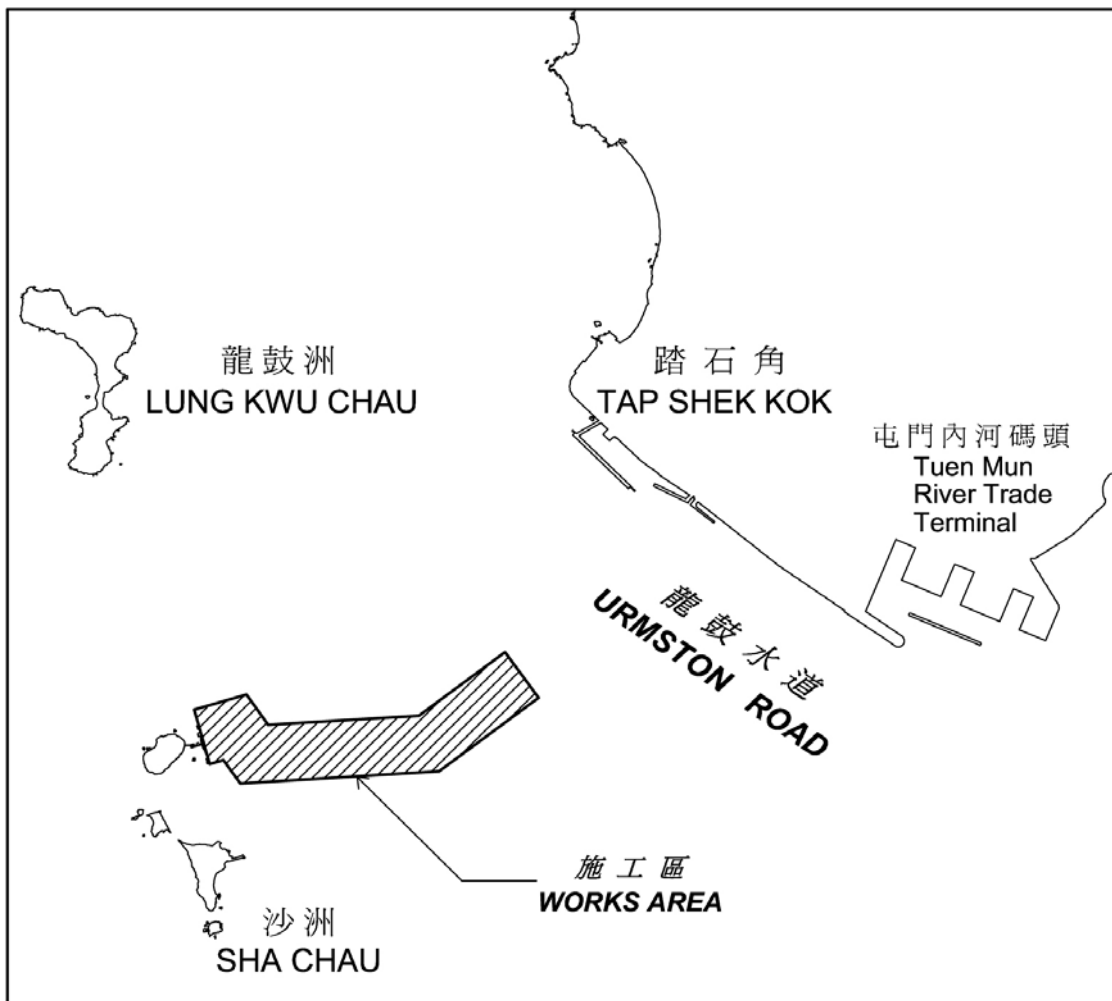 龍鼓洲
LUNG KWU CHAU
踏石角
TAP SHEK KOK
屯門內河碼頭
Tuen Mun
River Trade
Terminal
龍鼓水道
URMSTON ROAD
施工區
WORKS AREA
沙洲
SHA CHAU